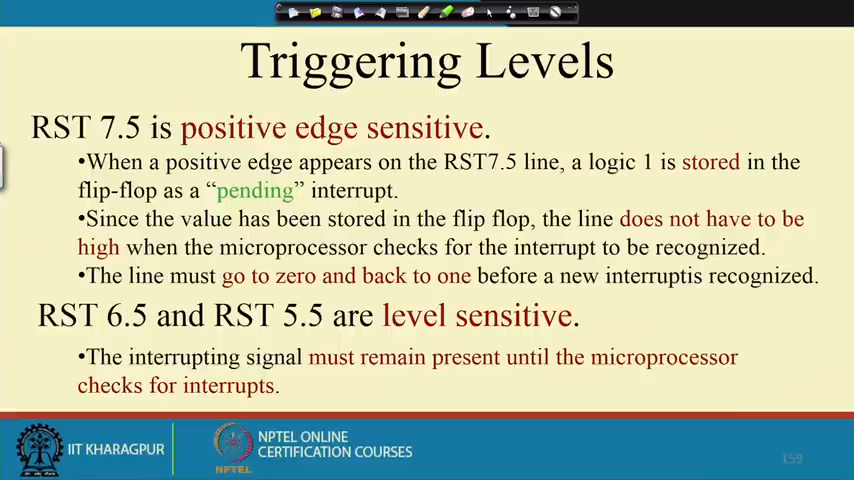 Triggering Levels
RST 7.5 is positive edge sensitive.
•When a positive edge appears on the RST7.5 line, a logic 1 is stored in the
flip-flop as a “pending” interrupt.
•Since the value has been stored in the flip flop, the line does not have to be
high when the microprocessor checks for the interrupt to be recognized.
•The line must go to zero and back to one before a new interruptis recognized.
RST 6.5 and RST 5.5 are level sensitive.
•The interrupting signal must remain present until the microprocessor
checks for interrupts.
IIT KHARAGPUR
NPTEL
NPTEL ONLINE
CERTIFICATION COURSES
159